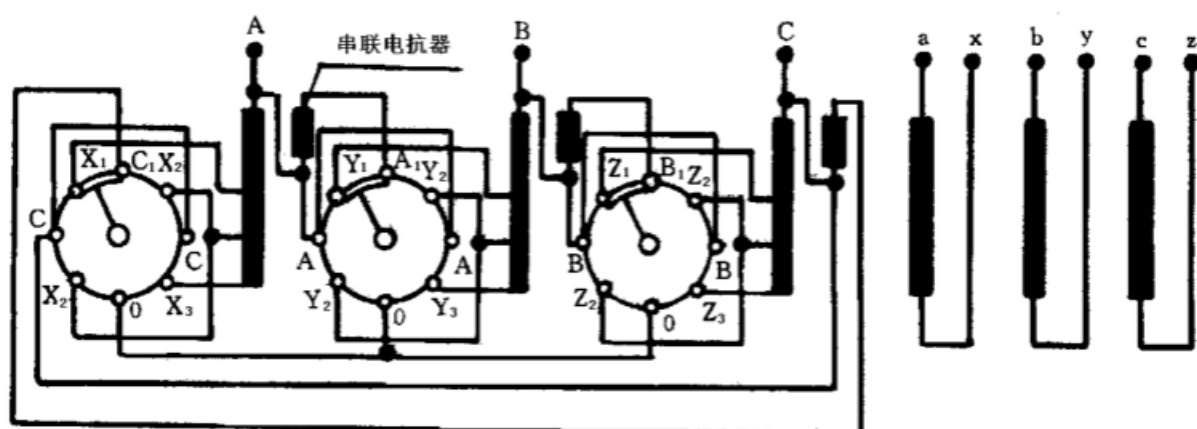 A
串联电抗器
B
C
a x b y c z
X₁ C₁ X₂
C C
X₂ 0 X₃
Y₁ A₁ Y₂
A A
Y₂ 0 Y₃
Z₁ B₁ Z₂
B B
Z₂ 0 Z₃